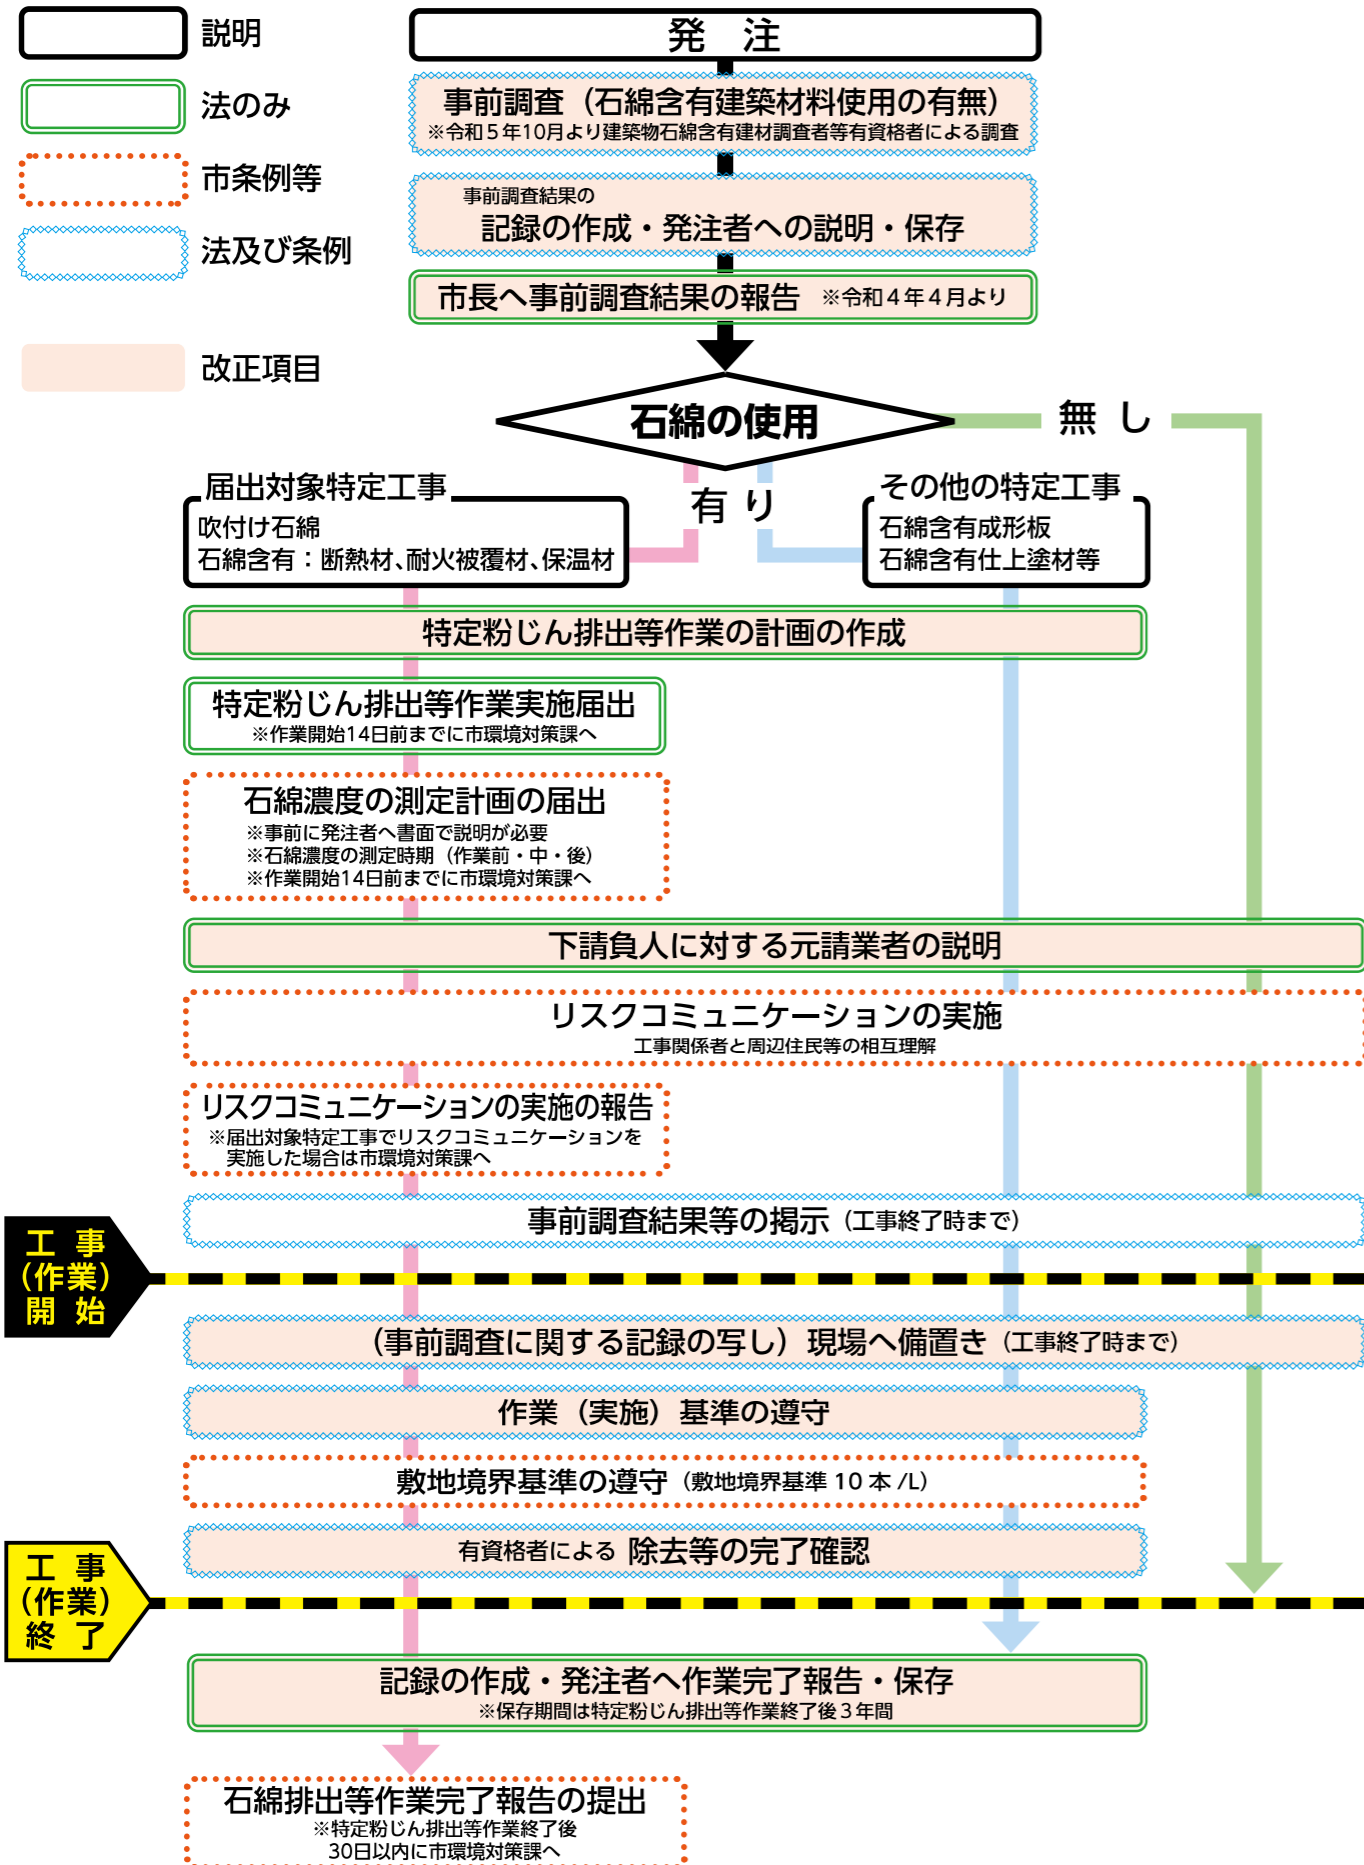 説明
法のみ
市条例等
法及び条例
改正項目
発　注
事前調査（石綿含有建築材料使用の有無）
※令和５年10月より建築物石綿含有建材調査者等有資格者による調査
事前調査結果の
記録の作成・発注者への説明・保存
市長へ事前調査結果の報告　※令和４年４月より
石綿の使用
無 し
有 り
届出対象特定工事
吹付け石綿
石綿含有：断熱材、耐火被覆材、保温材
その他の特定工事
石綿含有成形板
石綿含有仕上塗材等
特定粉じん排出等作業の計画の作成
特定粉じん排出等作業実施届出
※作業開始14日前までに市環境対策課へ
石綿濃度の測定計画の届出
※事前に発注者へ書面で説明が必要
※石綿濃度の測定時期（作業前・中・後）
※作業開始14日前までに市環境対策課へ
下請負人に対する元請業者の説明
リスクコミュニケーションの実施
工事関係者と周辺住民等の相互理解
リスクコミュニケーションの実施の報告
※届出対象特定工事でリスクコミュニケーションを
実施した場合は市環境対策課へ
事前調査結果等の掲示（工事終了時まで）
工 事
（作業）
開 始
（事前調査に関する記録の写し）現場へ備置き（工事終了時まで）
作業（実施）基準の遵守
敷地境界基準の遵守（敷地境界基準 10 本 /L）
有資格者による 除去等の完了確認
工 事
（作業）
終 了
記録の作成・発注者へ作業完了報告・保存
※保存期間は特定粉じん排出等作業終了後３年間
石綿排出等作業完了報告の提出
※特定粉じん排出等作業終了後
30日以内に市環境対策課へ